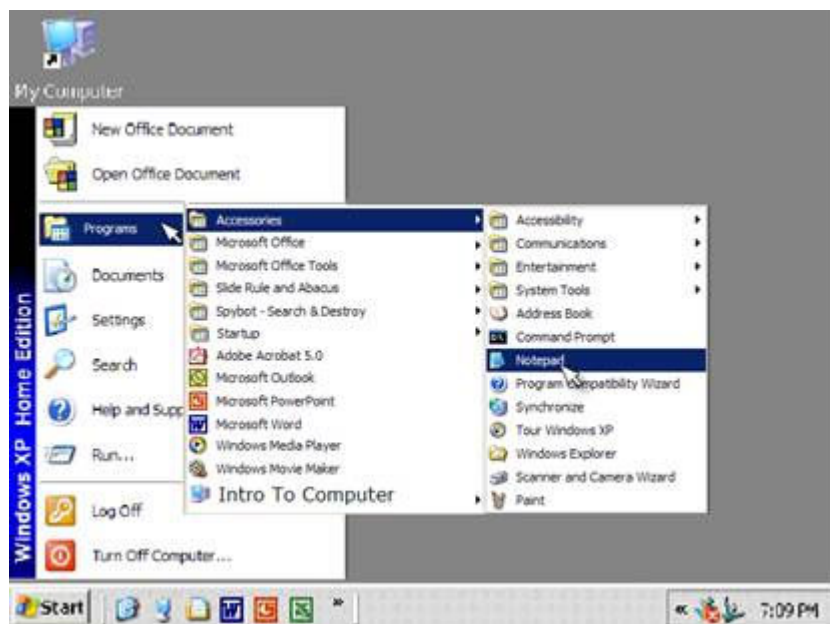 My Computer
New Office Document
Open Office Document
Programs
Documents
Settings
Search
Help and Supp
Run...
Log Off
Turn Off Computer...
Windows XP Home Edition
Accessories
Microsoft Office
Microsoft Office Tools
Slide Rule and Abacus
Spybot - Search & Destroy
Startup
Adobe Acrobat 5.0
Microsoft Outlook
Microsoft PowerPoint
Microsoft Word
Windows Media Player
Windows Movie Maker
Intro To Computer
Accessibility
Communications
Entertainment
System Tools
Address Book
Command Prompt
Notepad
Program Compatibility Wizard
Synchronize
Tour Windows XP
Windows Explorer
Scanner and Camera Wizard
Paint
Start
7:09 PM